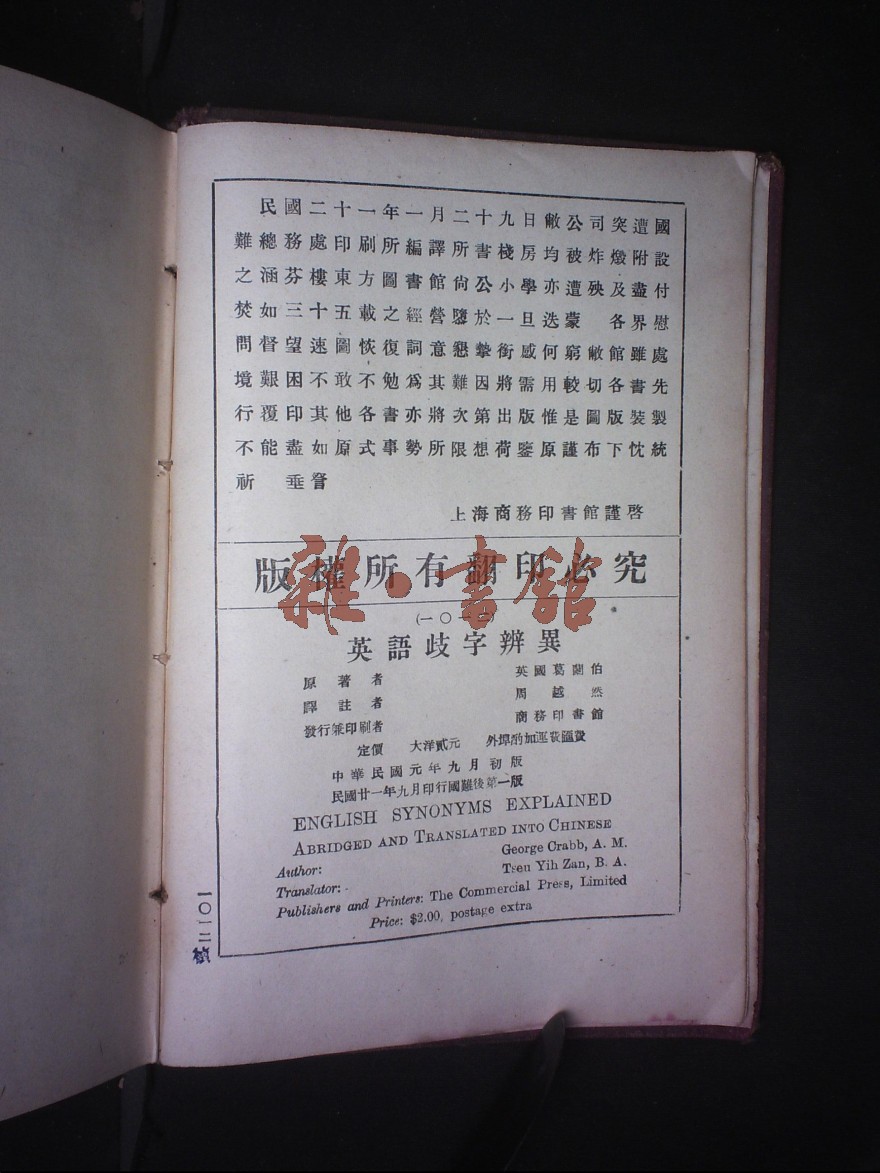 民國二十一年一月二十九日敝公司突遭國
難總務處印刷所編譯所書棧房均被炸燬附設
之涵芬樓東方圖書館尚公小學亦遭殃及盡付
焚如三十五載之經營隳於一旦迭蒙 各界慰
問督望速圖恢復詞意懇摯銜感何窮敝館雖處
境艱困不敢不勉爲其難因將需用較切各書先
行覆印其他各書亦將次第出版惟是圖版裝製
不能盡如原式事勢所限想荷鑒原謹布下忱統
祈 垂詧
上海商務印書館謹啓
版權所有翻印必究
雜·書館
(一〇一二)
英語歧字辨異
原著者 英國葛闢伯
譯註者 周越然
發行兼印刷者 商務印書館
定價 大洋貳元 外埠酌加運費匯費
中華民國元年九月初版
民國廿一年九月印行國難後第一版
ENGLISH SYNONYMS EXPLAINED
ABRIDGED AND TRANSLATED INTO CHINESE
Author: George Crabb, A. M.
Translator: Tseu Yih Zan, B. A.
Publishers and Printers: The Commercial Press, Limited
Price: $2.00, postage extra
一〇一二